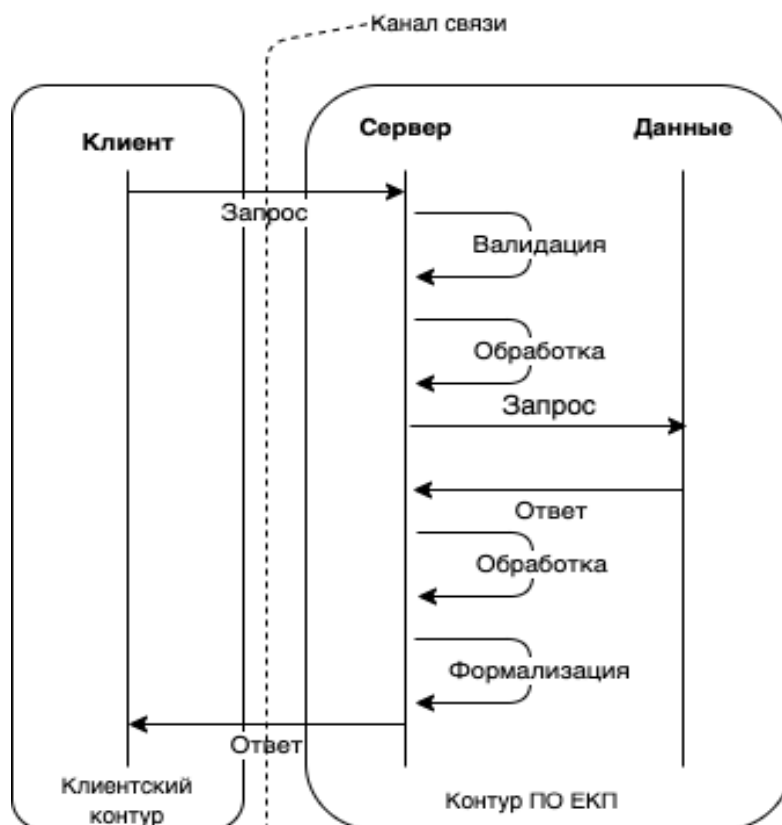 Канал связи
Клиент
Сервер
Данные
Запрос
Валидация
Обработка
Запрос
Ответ
Обработка
Формализация
Ответ
Клиентский
контур
Контур ПО ЕКП